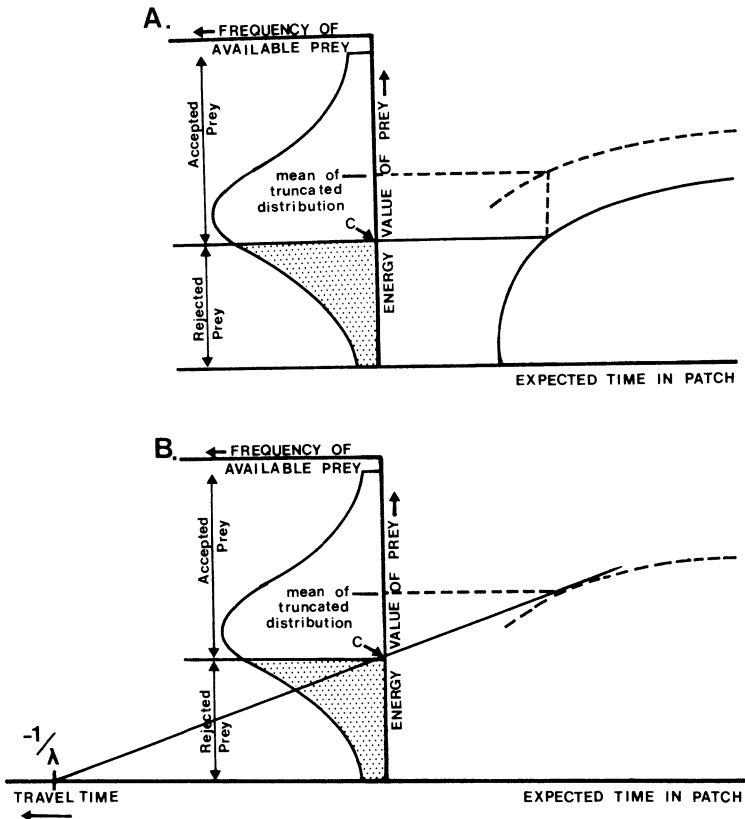 A.
FREQUENCY OF
AVAILABLE PREY
Accepted
Prey
mean of
truncated
distribution
C
Rejected
Prey
ENERGY VALUE OF PREY
EXPECTED TIME IN PATCH
B.
FREQUENCY OF
AVAILABLE PREY
Accepted
Prey
mean of
truncated
distribution
C
Rejected
Prey
ENERGY VALUE OF PREY
-1/λ
TRAVEL TIME
EXPECTED TIME IN PATCH